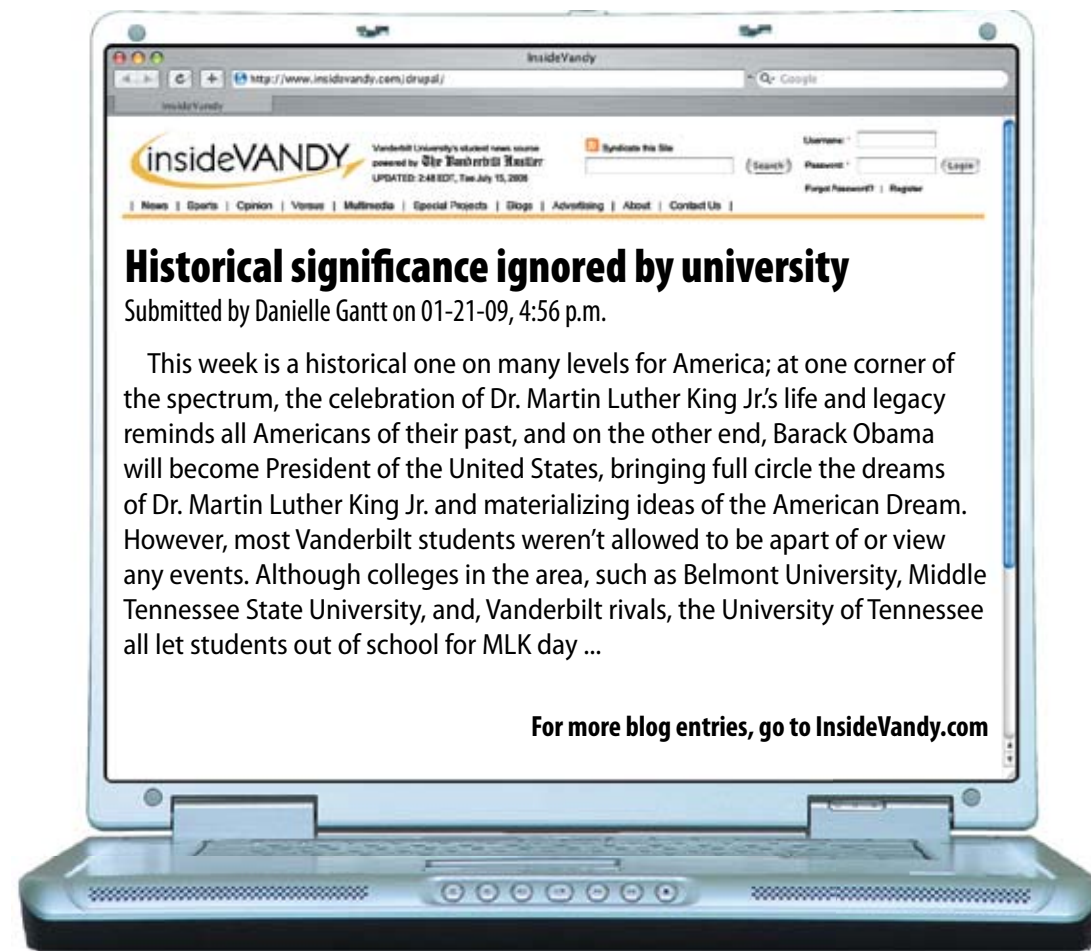 InsideVandy
http://www.insidevandy.com/drupal/
Google
InsideVandy
insideVANDY
Vanderbilt University's student news source
powered by The Vanderbilt Hustler
UPDATED: 2:48 EDT, Tue July 15, 2008
Syndicate this Site
Search
Username: *
Password: *
Login
Forgot Password? | Register
| News | Sports | Opinion | Versus | Multimedia | Special Projects | Blogs | Advertising | About | Contact Us |
Historical significance ignored by university
Submitted by Danielle Gantt on 01-21-09, 4:56 p.m.
This week is a historical one on many levels for America; at one corner of
the spectrum, the celebration of Dr. Martin Luther King Jr.'s life and legacy
reminds all Americans of their past, and on the other end, Barack Obama
will become President of the United States, bringing full circle the dreams
of Dr. Martin Luther King Jr. and materializing ideas of the American Dream.
However, most Vanderbilt students weren't allowed to be apart of or view
any events. Although colleges in the area, such as Belmont University, Middle
Tennessee State University, and, Vanderbilt rivals, the University of Tennessee
all let students out of school for MLK day ...
For more blog entries, go to InsideVandy.com